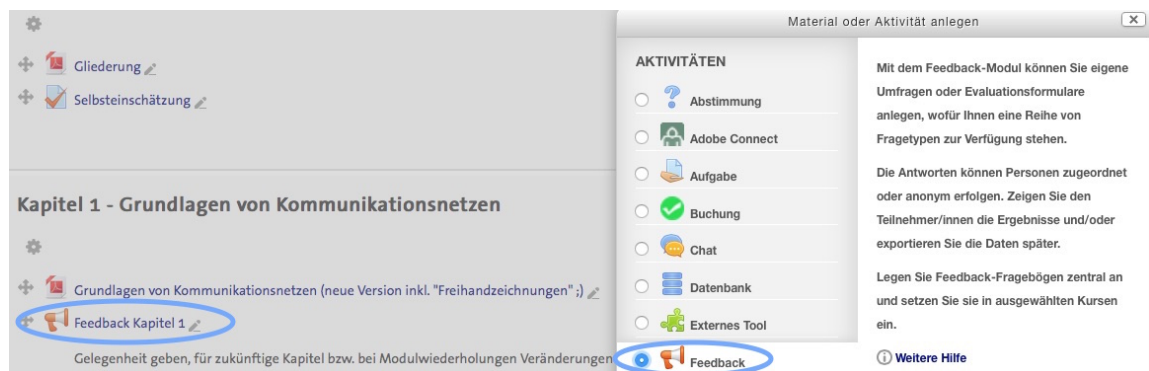 Gliederung
Selbsteinschätzung
Kapitel 1 - Grundlagen von Kommunikationsnetzen
Grundlagen von Kommunikationsnetzen (neue Version inkl. "Freihandzeichnungen" ;)
Feedback Kapitel 1
Gelegenheit geben, für zukünftige Kapitel bzw. bei Modulwiederholungen Veränderungen
Material oder Aktivität anlegen
AKTIVITÄTEN
Abstimmung
Adobe Connect
Aufgabe
Buchung
Chat
Datenbank
Externes Tool
Feedback
Mit dem Feedback-Modul können Sie eigene
Umfragen oder Evaluationsformulare
anlegen, wofür Ihnen eine Reihe von
Fragetypen zur Verfügung stehen.
Die Antworten können Personen zugeordnet
oder anonym erfolgen. Zeigen Sie den
Teilnehmer/innen die Ergebnisse und/oder
exportieren Sie die Daten später.
Legen Sie Feedback-Fragebögen zentral an
und setzen Sie sie in ausgewählten Kursen
ein.
Weitere Hilfe